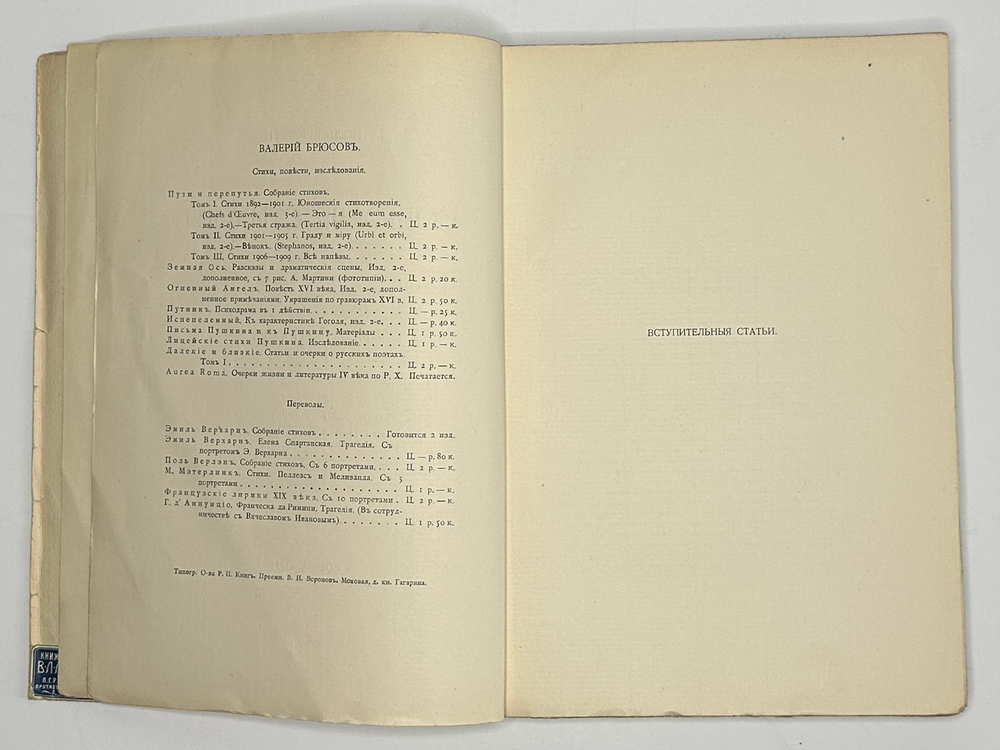 ВАЛЕРІЙ БРЮСОВЪ.
Стихи, повѣсти, изслѣдованія.
Пути и перепутья. Собраніе стиховъ.
Томъ I. Стихи 1892—1901 г. Юношескія стихотворенія.
(Chefs d'Œuvre, изд. 3-е). — Это — я (Me eum esse,
изд. 2-е).—Третья стража. (Tertia vigilia, изд. 2-е). . Ц. 2 р. — к.
Томъ II. Стихи 1901—1905 г. Граду и міру (Urbi et orbi,
изд. 2-е).—Вѣнок. (Stephanos, изд. 2-е). . . . . . . Ц. 2 р. — к.
Томъ III. Стихи 1906—1909 г. Всѣ напѣвы. . . . . . . Ц. 2 р. — к.
Земная Ось. Разсказы и драматическія сцены, Изд. 2-е,
дополненное, съ 7 рис. А. Мартини (фототипіи). . . Ц. 2 р. 20 к.
Огненный Ангелъ. Повѣсть XVI вѣка. Изд. 2-е, допол-
ненное примѣчаніями. Украшенія по гравюрамъ XVI в. Ц. 2 р. 50 к.
Путникъ. Психодрама въ 1 дѣйствіи. . . . . . . . . . . Ц. — р. 25 к.
Испепеленный. Къ характеристикѣ Гоголя, изд. 2-е. . . Ц. — р. 40 к.
Письма Пушкина и къ Пушкину. Матеріалы . . . Ц. 1 р. 50 к.
Лицейскіе стихи Пушкина. Изслѣдованіе. . . . . . Ц. 1 р. — к.
Далекіе и близкіе. Статьи и очерки о русскихъ поэтахъ.
Томъ I . . . . . . . . . . . . . . . . . . . . Ц. 2 р. — к.
Aurea Roma. Очерки жизни и литературы IV вѣка по Р. Х. Печатается.
Переводы.
Эмиль Верхарнъ. Собраніе стиховъ . . . . . . . . Готовится 2 изд.
Эмиль Верхарнъ. Елена Спартанская. Трагедія. Съ
портретомъ Э. Верхарна . . . . . . . . . . . . . . Ц. — р. 80 к.
Поль Верлэнъ. Собраніе стиховъ, Съ 6 портретами. . . . Ц. 2 р. — к.
М. Мэтерлинкъ. Стихи. Пеллеасъ и Мелизанда. Съ 3
портретами . . . . . . . . . . . . . . . . . . . . Ц. 1 р. — к.
Французскіе лирики XIX вѣка. Съ 10 портретами . Ц. 2 р. — к.
Г. д'Аннунціо, Франческа да Римини, Трагедія. (Въ сотруд-
ничествѣ съ Вячеславомъ Ивановымъ). . . . . . . . Ц. 1 р. 50 к.
Типогр. О-ва Р. П. Книгъ. Пресмн. В. И. Вороновъ. Моховая, д. кн. Гагарина.
ВСТУПИТЕЛЬНЫЯ СТАТЬИ.
КНИЖ
В·Л·